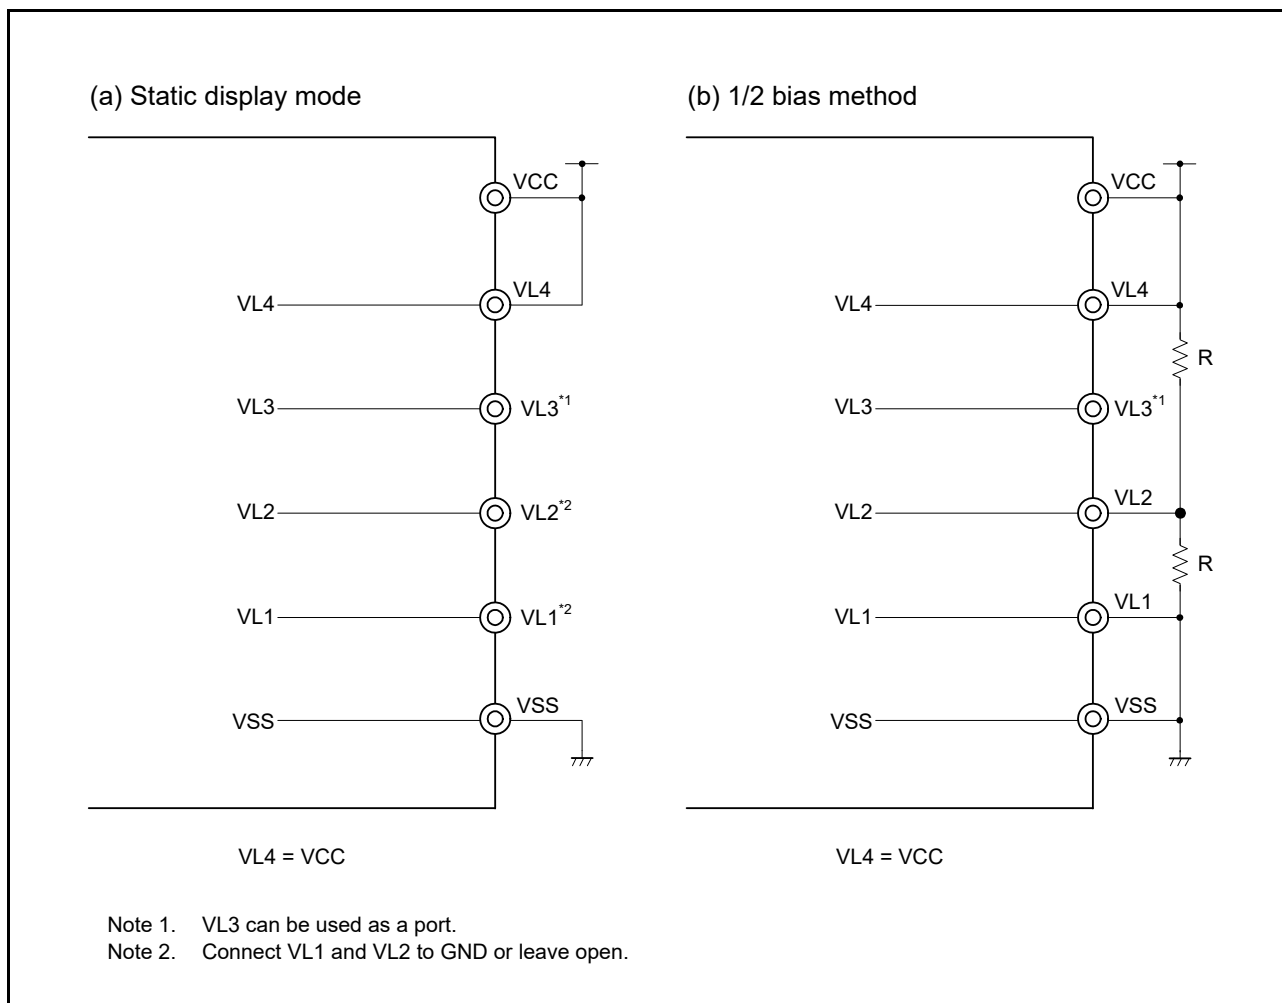 (a) Static display mode
VCC
VL4 VL4
VL3 VL3*1
VL2 VL2*2
VL1 VL1*2
VSS VSS
VL4 = VCC
(b) 1/2 bias method
VCC
VL4 VL4
R
VL3 VL3*1
VL2 VL2
R
VL1 VL1
VSS VSS
VL4 = VCC
Note 1. VL3 can be used as a port.
Note 2. Connect VL1 and VL2 to GND or leave open.